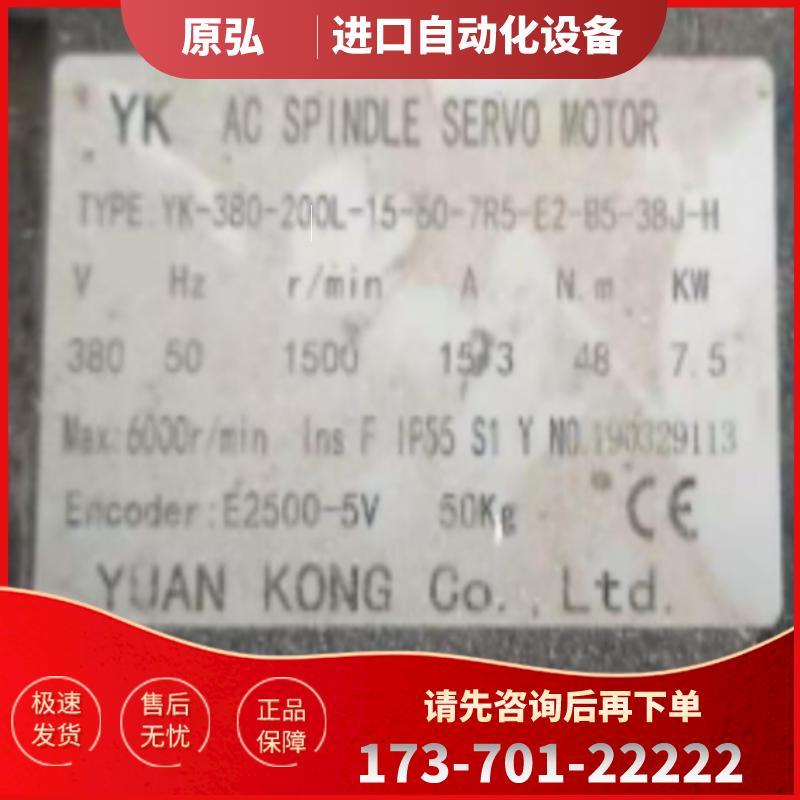 原弘 进口自动化设备
YK AC SPINDLE SERVO MOTOR
TYPE:YK-380-200L-15-60-7R5-E2-B5-38J-H
V Hz r/min A N.m KW
380 50 1500 15.3 48 7.5
Max:6000r/min Ins F IP55 S1 Y NO.190329113
Encoder:E2500-5V 50Kg CE
YUAN KONG Co.,Ltd.
极速
发货
售后
无忧
正品
保障
请先咨询后再下单
173-701-22222